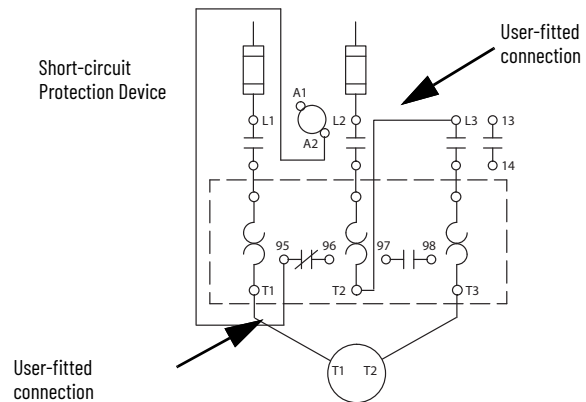 User-fitted
connection
Short-circuit
Protection Device
A1
L1
L2
L3
13
A2
14
95
96
97
98
T1
T2
T3
User-fitted
connection
T1
T2